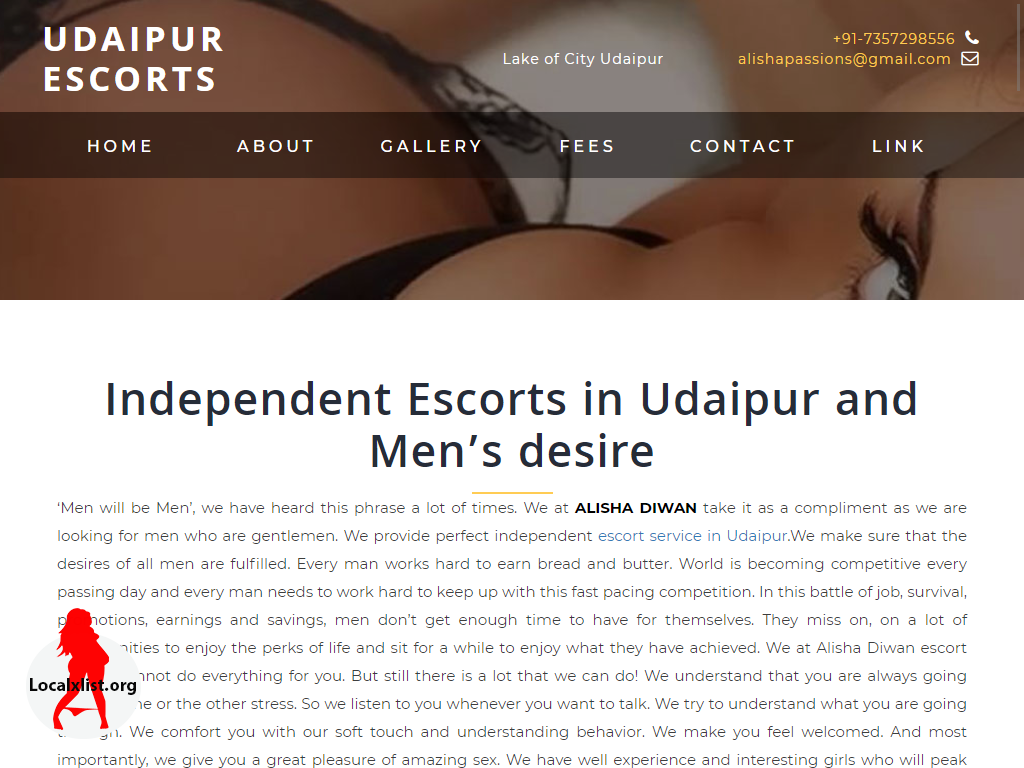 UDAIPUR
ESCORTS
+91-7357298556
Lake of City Udaipur
alishapassions@gmail.com
HOME ABOUT GALLERY FEES CONTACT LINK
Independent Escorts in Udaipur and
Men’s desire
‘Men will be Men’, we have heard this phrase a lot of times. We at ALISHA DIWAN take it as a compliment as we are
looking for men who are gentlemen. We provide perfect independent escort service in Udaipur.We make sure that the
desires of all men are fulfilled. Every man works hard to earn bread and butter. World is becoming competitive every
passing day and every man needs to work hard to keep up with this fast pacing competition. In this battle of job, survival,
earnings and savings, men don’t get enough time to have for themselves. They miss on, on a lot of
to enjoy the perks of life and sit for a while to enjoy what they have achieved. We at Alisha Diwan escort
do everything for you. But still there is a lot that we can do! We understand that you are always going
or the other stress. So we listen to you whenever you want to talk. We try to understand what you are going
We comfort you with our soft touch and understanding behavior. We make you feel welcomed. And most
importantly, we give you a great pleasure of amazing sex. We have well experience and interesting girls who will peak
Localxlist.org